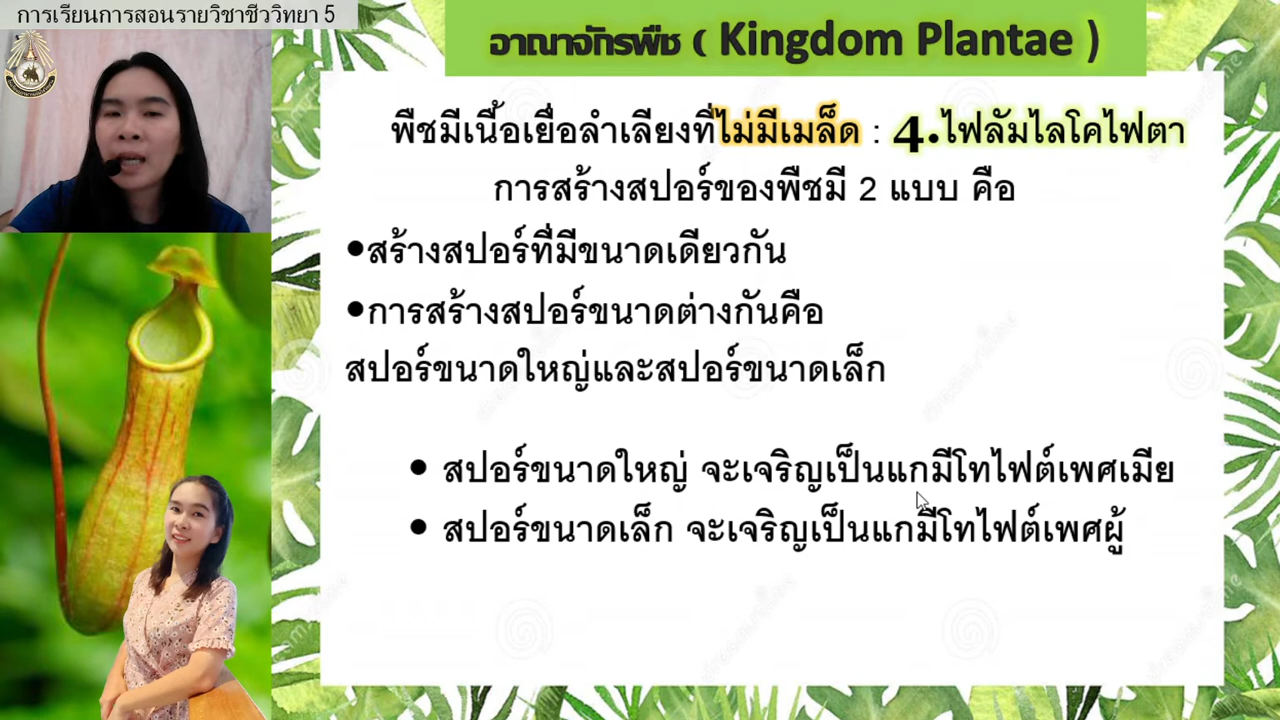 การเรียนการสอนรายวิชาชีววิทยา 5
อาณาจักรพืช ( Kingdom Plantae )
พืชมีเนื้อเยื่อลำเลียงที่ไม่มีเมล็ด : 4.ไฟลัมไลโคไฟตา
การสร้างสปอร์ของพืชมี 2 แบบ คือ
•สร้างสปอร์ที่มีขนาดเดียวกัน
•การสร้างสปอร์ขนาดต่างกันคือ
สปอร์ขนาดใหญ่และสปอร์ขนาดเล็ก
• สปอร์ขนาดใหญ่ จะเจริญเป็นแกมีโทไฟต์เพศเมีย
• สปอร์ขนาดเล็ก จะเจริญเป็นแกมีโทไฟต์เพศผู้